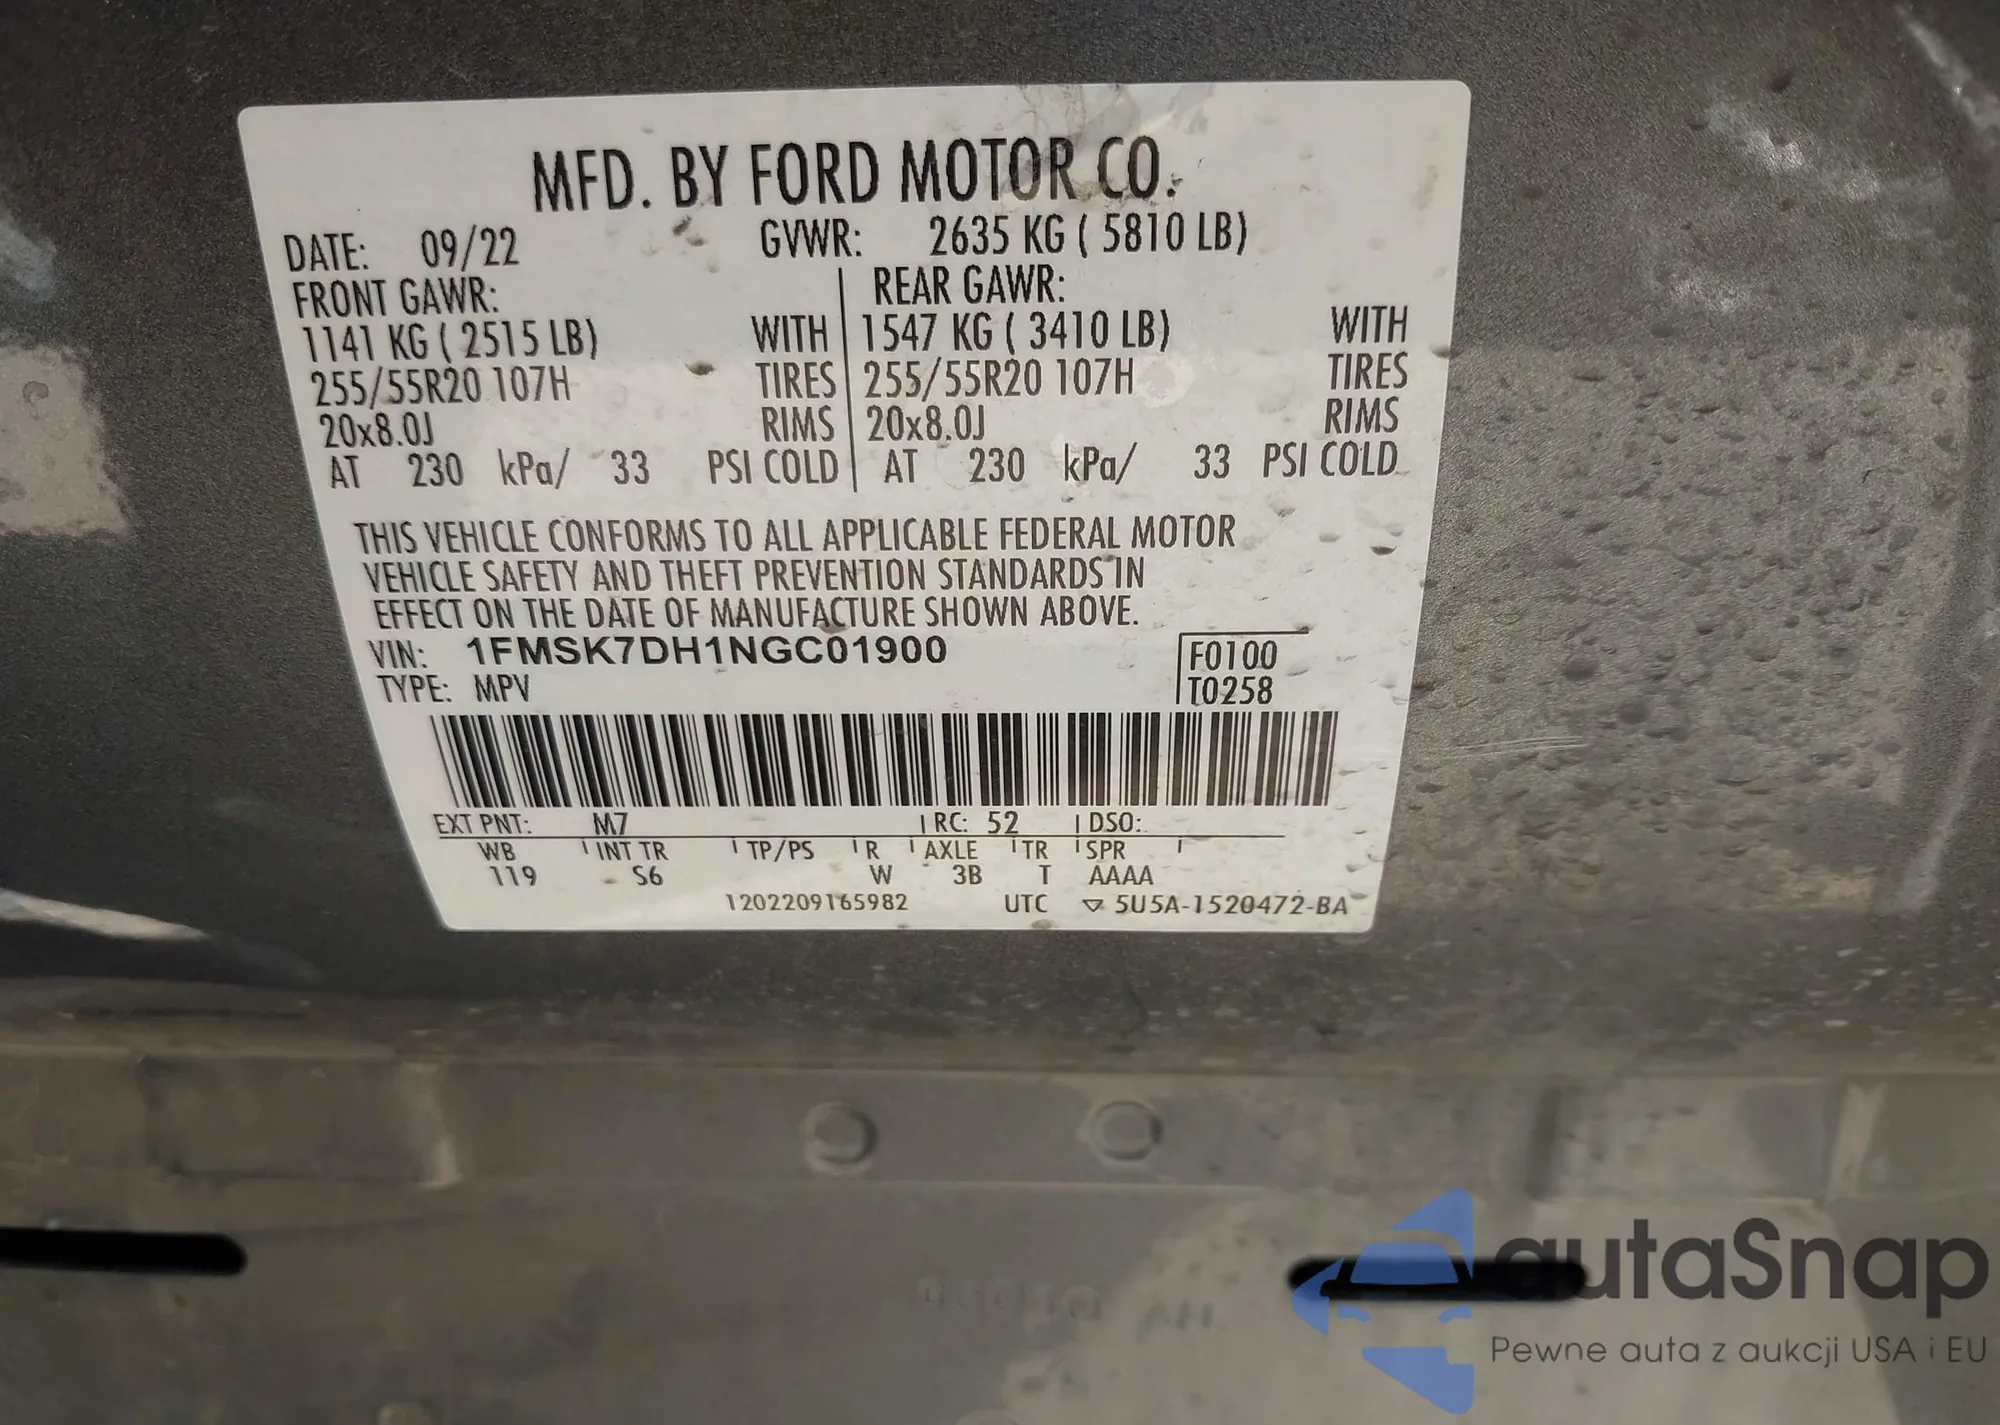 MFD. BY FORD MOTOR CO.
DATE: 09/22 GVWR: 2635 KG ( 5810 LB)
FRONT GAWR: REAR GAWR:
1141 KG ( 2515 LB) WITH 1547 KG ( 3410 LB) WITH
255/55R20 107H TIRES 255/55R20 107H TIRES
20x8.0J RIMS 20x8.0J RIMS
AT 230 kPa/ 33 PSI COLD AT 230 kPa/ 33 PSI COLD
THIS VEHICLE CONFORMS TO ALL APPLICABLE FEDERAL MOTOR
VEHICLE SAFETY AND THEFT PREVENTION STANDARDS IN
EFFECT ON THE DATE OF MANUFACTURE SHOWN ABOVE.
VIN: 1FMSK7DH1NGC01900 F0100
TYPE: MPV T0258
EXT PNT: M7 RC: 52 DSO:
WB INT TR TP/PS R AXLE TR SPR
119 S6 W 3B T AAAA
1202209165982 UTC ▽ 5U5A-1520472-BA
autaSnap
Pewne auta z aukcji USA i EU